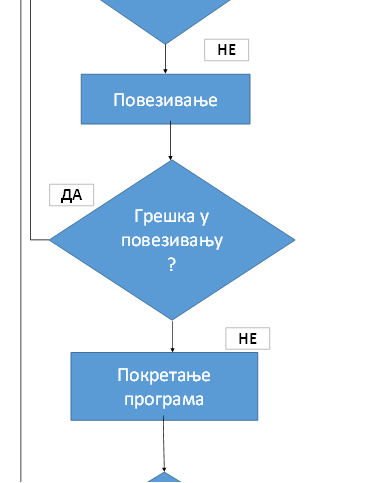 НЕ
Повезивање
ДА
Грешка у
повезивању
?
НЕ
Покретање
програма